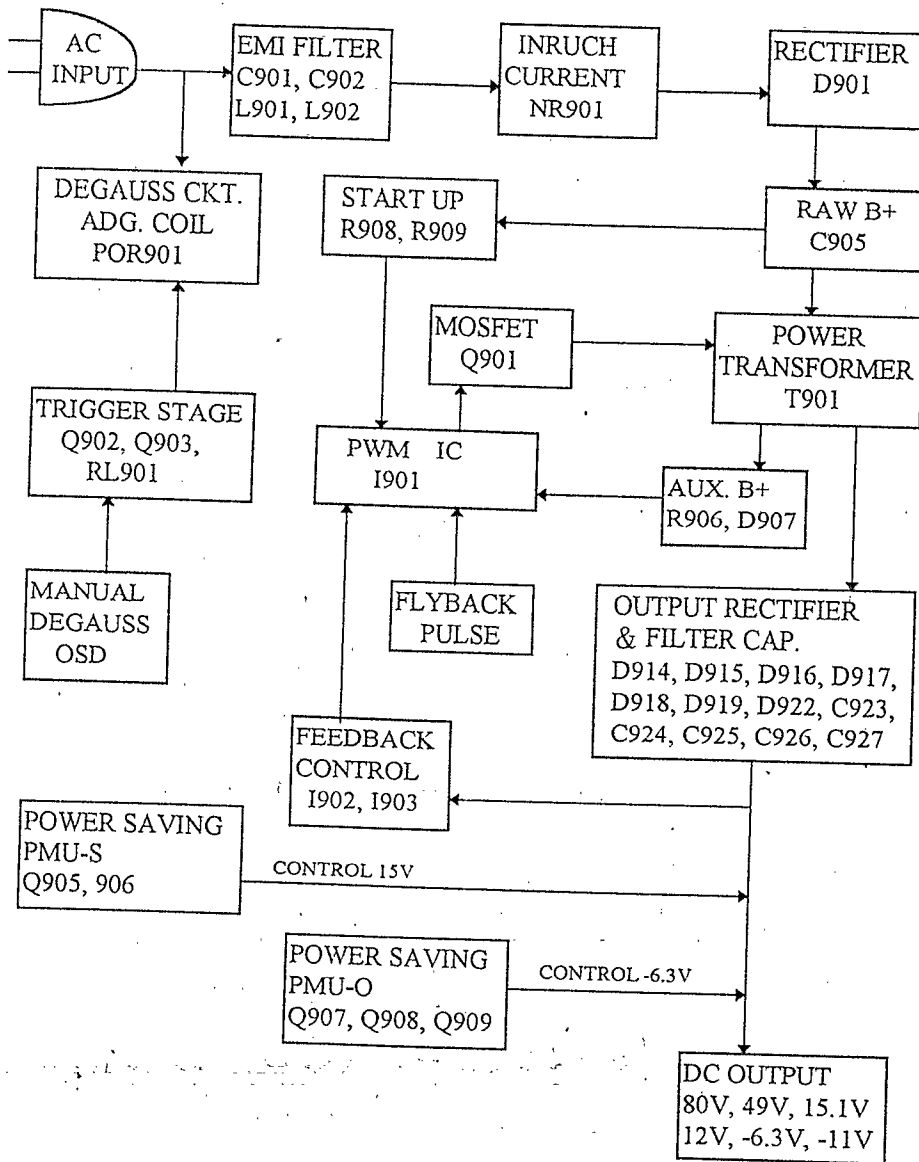 AC
INPUT
EMI FILTER
C901, C902
L901, L902
INRUCH
CURRENT
NR901
RECTIFIER
D901
DEGAUSS CKT.
ADG. COIL
POR901
START UP
R908, R909
RAW B+
C905
MOSFET
Q901
POWER
TRANSFORMER
T901
TRIGGER STAGE
Q902, Q903,
RL901
PWM IC
I901
AUX. B+
R906, D907
MANUAL
DEGAUSS
OSD
FLYBACK
PULSE
OUTPUT RECTIFIER
& FILTER CAP.
D914, D915, D916, D917,
D918, D919, D922, C923,
C924, C925, C926, C927
FEEDBACK
CONTROL
I902, I903
POWER SAVING
PMU-S
Q905, 906
CONTROL 15V
POWER SAVING
PMU-O
Q907, Q908, Q909
CONTROL -6.3V
DC OUTPUT
80V, 49V, 15.1V
12V, -6.3V, -11V